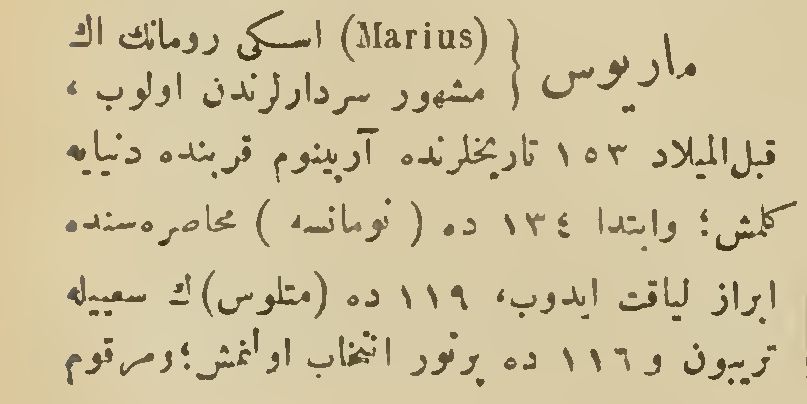 ماريوس { (Marius) اسكی رومانك اك
مشهور سردارلرندن اولوب ،
قبل‌الميلاد ١٥٣ تاريخلرنده آرپينوم قربنده دنيايه
كلمش؛ وابتدا ١٣٤ ده ( نومانسه ) محاصره‌سنده
ابراز لياقت ايدوب، ١١٩ ده (متلوس)ك سعييله
تريبون و ١١٦ ده پرتور انتخاب اولنمش؛ ومرقوم